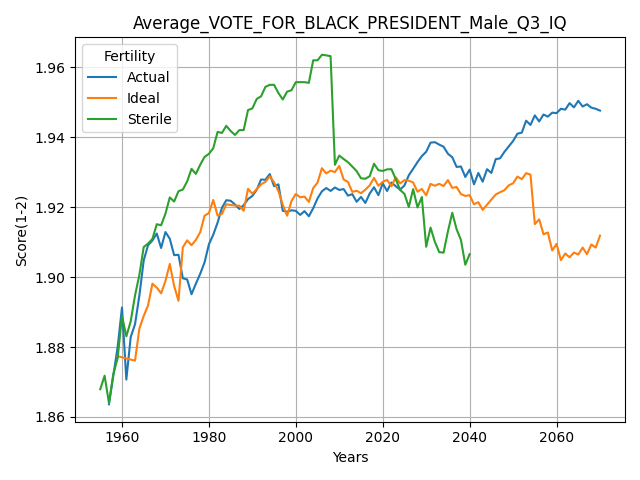 Average_VOTE_FOR_BLACK_PRESIDENT_Male_Q3_IQ
Fertility
Actual
Ideal
Sterile
Score(1-2)
1.96
1.94
1.92
1.90
1.88
1.86
1960 1980 2000 2020 2040 2060
Years